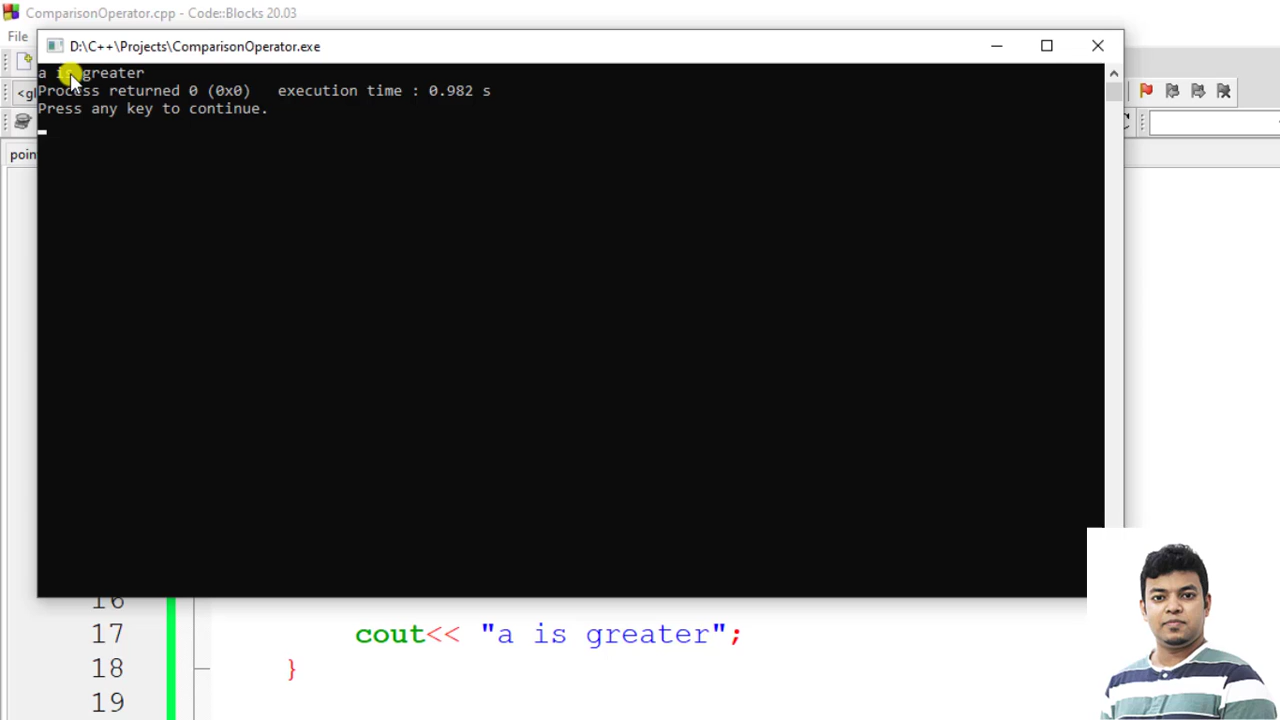 ComparisonOperator.cpp - Code::Blocks 20.03
File
D:\C++\Projects\ComparisonOperator.exe
a is greater
Process returned 0 (0x0)   execution time : 0.982 s
Press any key to continue.
16
17 cout<< "a is greater";
18 }
19